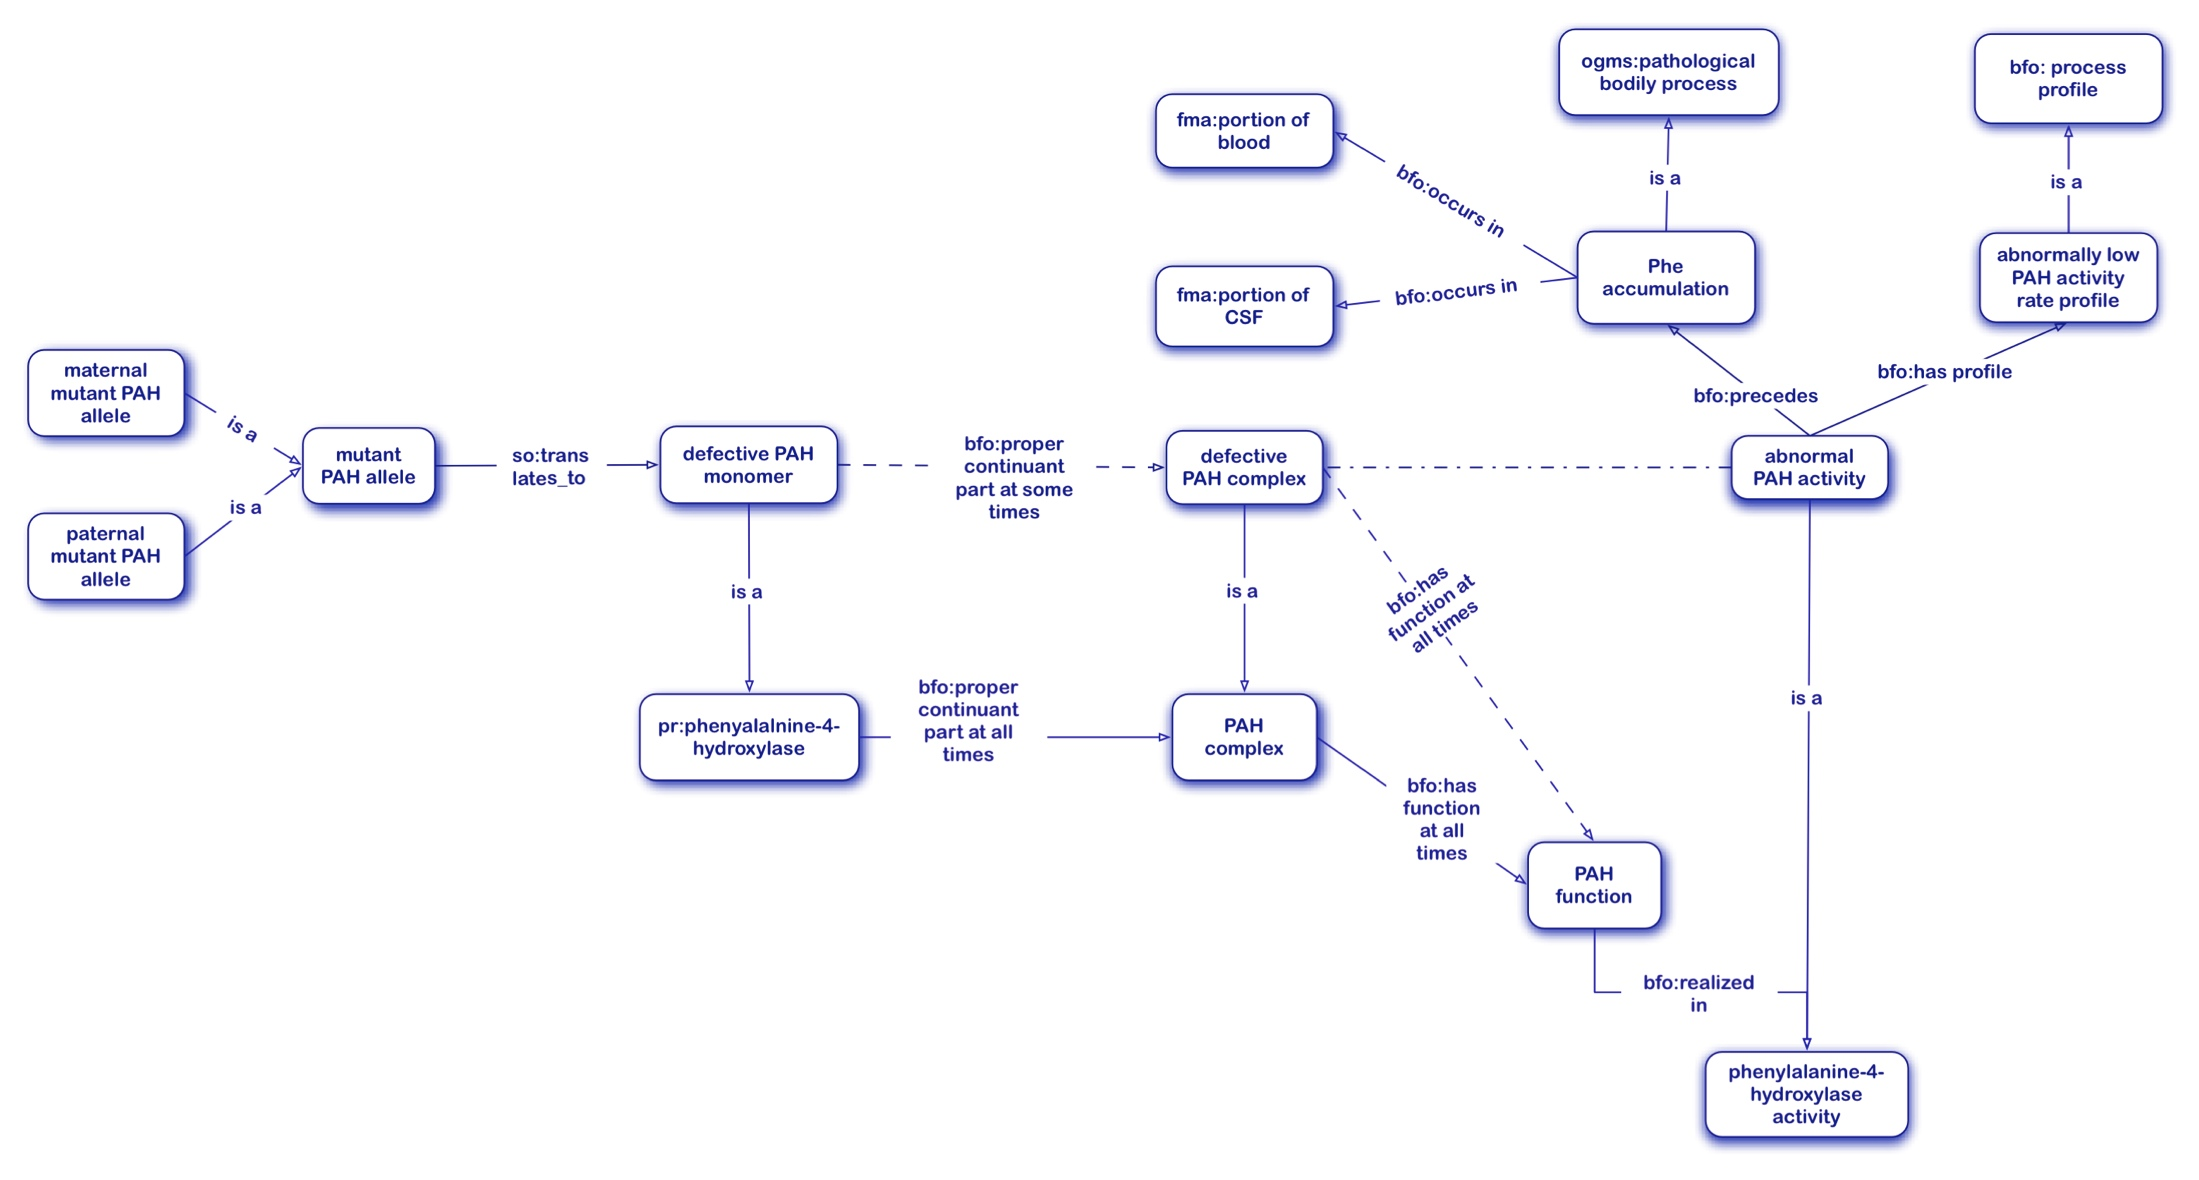 ogms:pathological
bodily process
bfo: process
profile
fma:portion of
blood
bfo:occurs in
is a
is a
Phe
accumulation
abnormally low
PAH activity
rate profile
fma:portion of
CSF
bfo:occurs in
bfo:precedes
bfo:has profile
maternal
mutant PAH
allele
is a
mutant
PAH allele
so:trans
lates_to
defective PAH
monomer
bfo:proper
continuant
part at some
times
defective
PAH complex
abnormal
PAH activity
paternal
mutant PAH
allele
is a
is a
is a
bfo:has
function at
all times
is a
pr:phenyalalnine-4-
hydroxylase
bfo:proper
continuant
part at all
times
PAH
complex
bfo:has
function
at all
times
PAH
function
bfo:realized
in
phenylalanine-4-
hydroxylase
activity